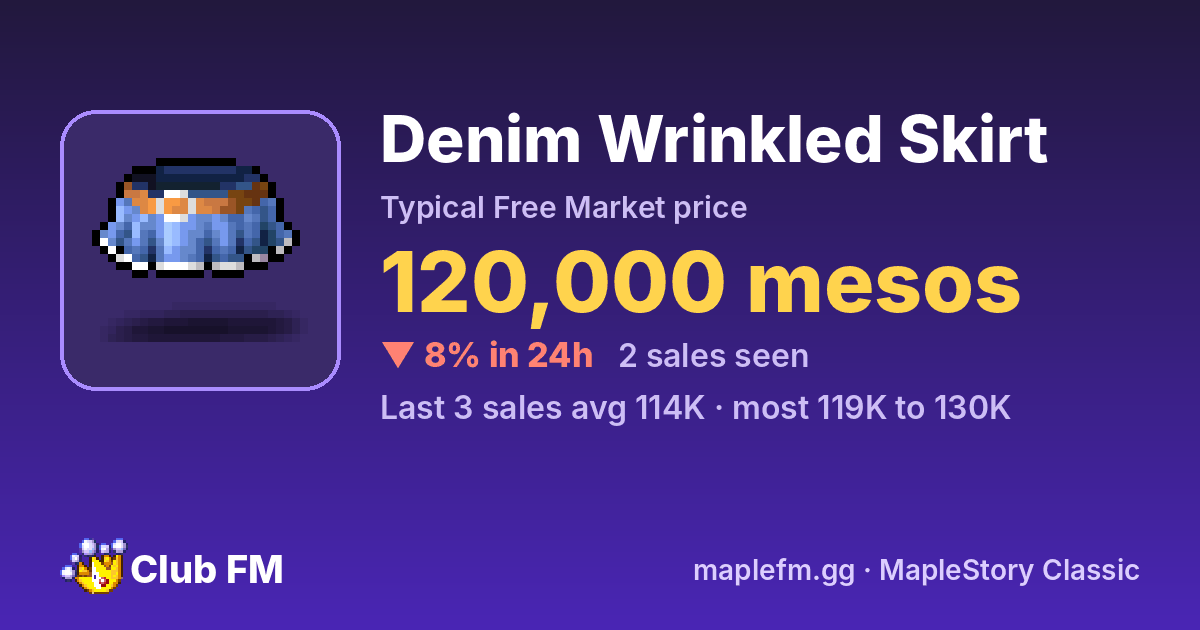 Denim Wrinkled Skirt
Typical Free Market price
120,000 mesos
▼ 8% in 24h 2 sales seen
Last 3 sales avg 114K · most 119K to 130K
Club FM
maplefm.gg · MapleStory Classic